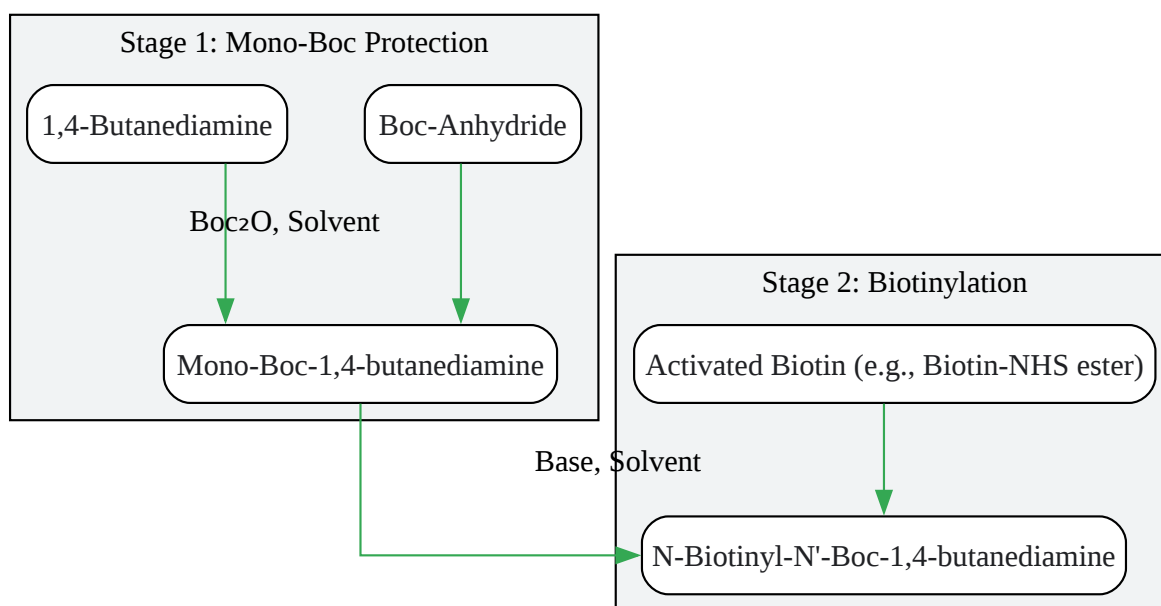 Stage 1: Mono-Boc Protection
1,4-Butanediamine
Boc-Anhydride
Boc₂O, Solvent
Mono-Boc-1,4-butanediamine
Stage 2: Biotinylation
Activated Biotin (e.g., Biotin-NHS ester)
Base, Solvent
N-Biotinyl-N'-Boc-1,4-butanediamine